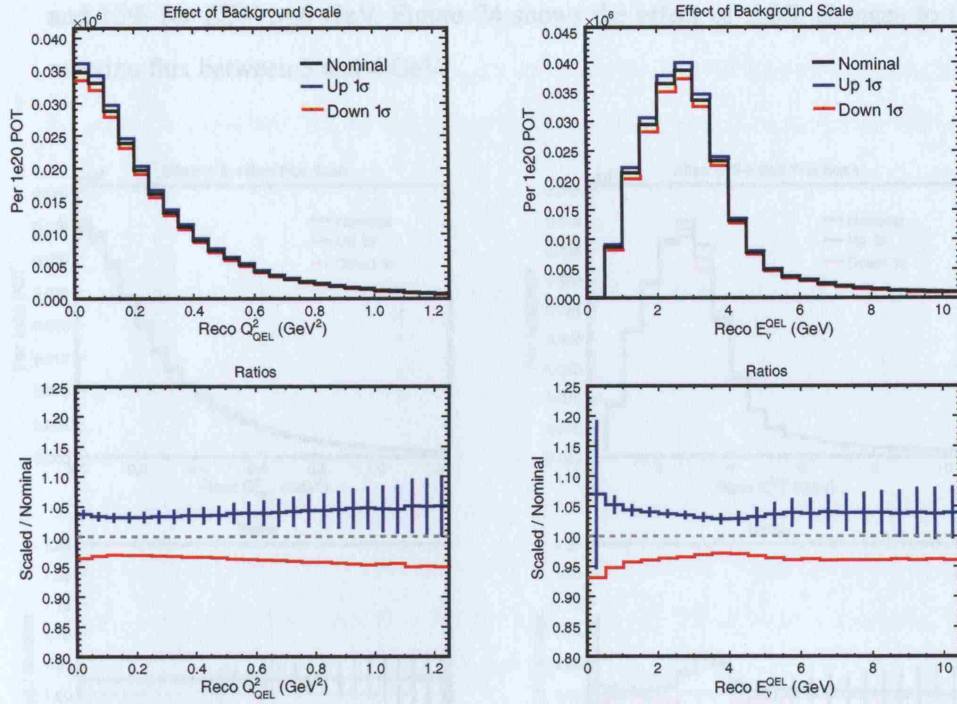 Effect of Background Scale
×10⁶
0.040
0.035
0.030
0.025
0.020
0.015
0.010
0.005
0.000
Per 1e20 POT
Nominal
Up 1σ
Down 1σ
0.0 0.2 0.4 0.6 0.8 1.0 1.2
Reco Q²QEL (GeV²)
Effect of Background Scale
×10⁶
0.045
0.040
0.035
0.030
0.025
0.020
0.015
0.010
0.005
0.000
Per 1e20 POT
Nominal
Up 1σ
Down 1σ
2 4 6 8 10
Reco EνQEL (GeV)
Ratios
1.25
1.20
1.15
1.10
1.05
1.00
0.95
0.90
0.85
0.80
Scaled / Nominal
0.0 0.2 0.4 0.6 0.8 1.0 1.2
Reco Q²QEL (GeV²)
Ratios
1.25
1.20
1.15
1.10
1.05
1.00
0.95
0.90
0.85
0.80
Scaled / Nominal
2 4 6 8 10
Reco EνQEL (GeV)